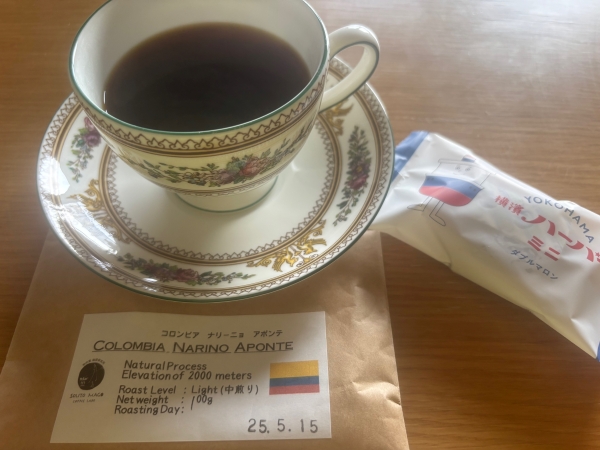 YOKOHAMA
横濱
ハーバ
ミニ
ダブルマロン
コロンビア ナリーニョ アポンテ
COLOMBIA NARINO APONTE
Natural Process
Elevation of 2000 meters
Roast Level : Light (中煎り)
Net weight : 100g
Roasting Day:
25.5.15